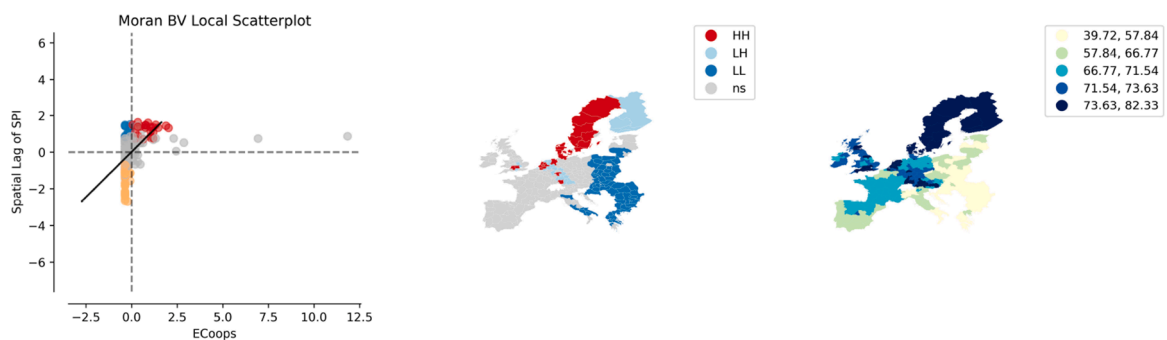 Moran BV Local Scatterplot
6
4
2
0
−2
−4
−6
Spatial Lag of SPI
−2.5 0.0 2.5 5.0 7.5 10.0 12.5
ECoops
HH
LH
LL
ns
39.72, 57.84
57.84, 66.77
66.77, 71.54
71.54, 73.63
73.63, 82.33